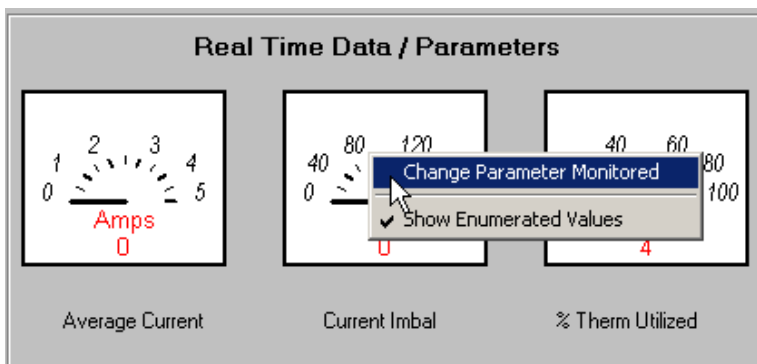 Real Time Data / Parameters
2 3
1 4
0 5
Amps
0
80 120
40
0
0
40 60
80
100
4
Change Parameter Monitored
Show Enumerated Values
Average Current
Current Imbal
% Therm Utilized